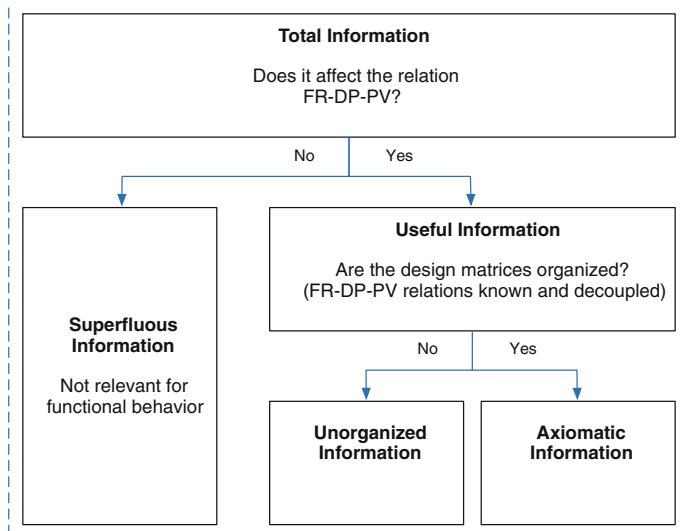 Total Information
Does it affect the relation
FR-DP-PV?
No
Yes
Superfluous
Information
Not relevant for
functional behavior
Useful Information
Are the design matrices organized?
(FR-DP-PV relations known and decoupled)
No
Yes
Unorganized
Information
Axiomatic
Information